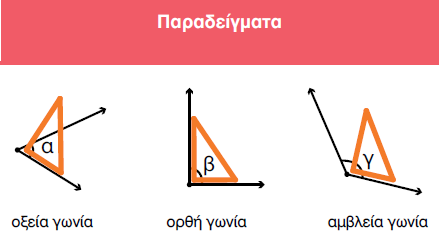 Παραδείγματα
α
β
γ
οξεία γωνία
ορθή γωνία
αμβλεία γωνία